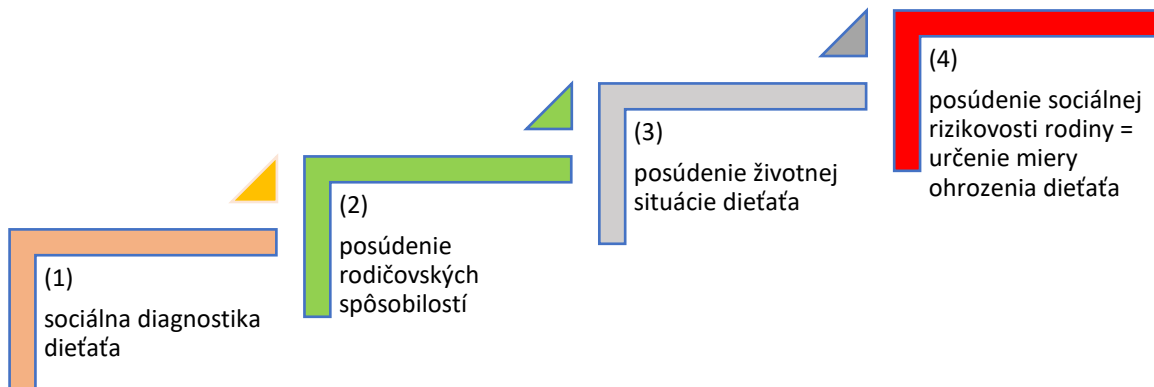 (1)
sociálna diagnostika
dieťaťa
(2)
posúdenie
rodičovských
spôsobilostí
(3)
posúdenie životnej
situácie dieťaťa
(4)
posúdenie sociálnej
rizikovosti rodiny =
určenie miery
ohrozenia dieťaťa